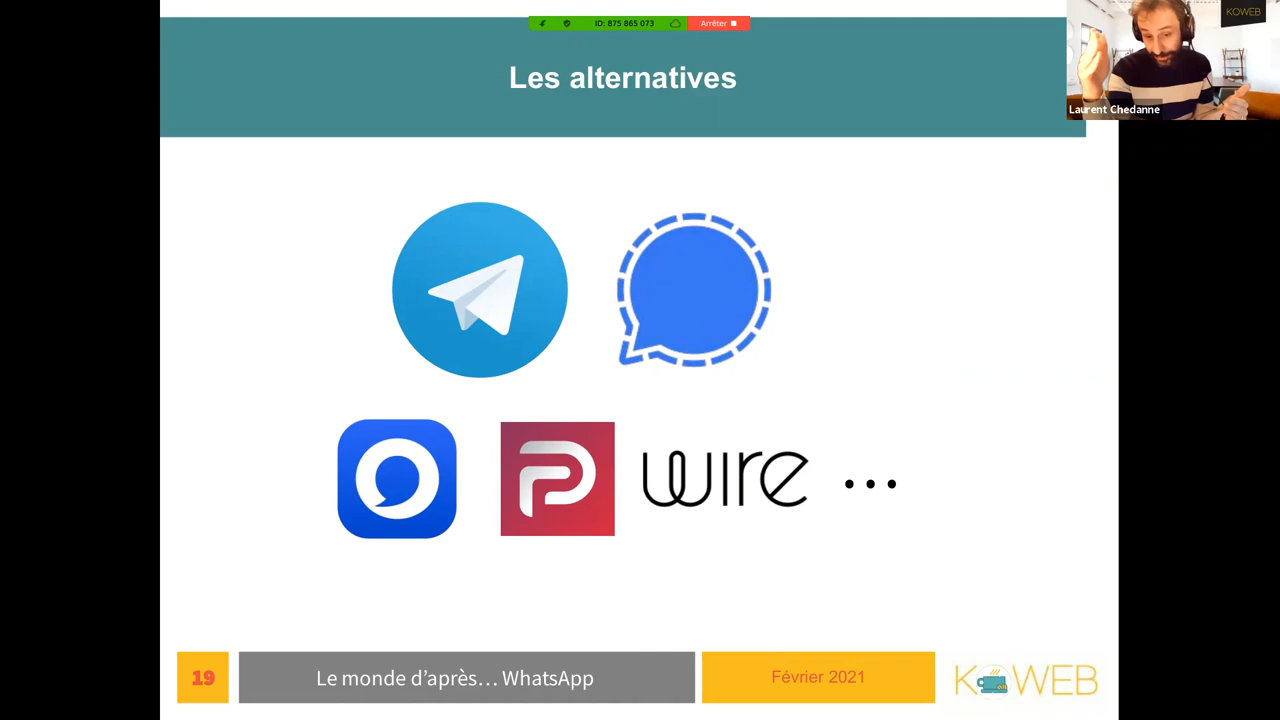 ID: 875 865 073
Arrêter
KOWEB
Laurent Chedanne
Les alternatives
wire ...
19
Le monde d'après... WhatsApp
Février 2021
KOWEB